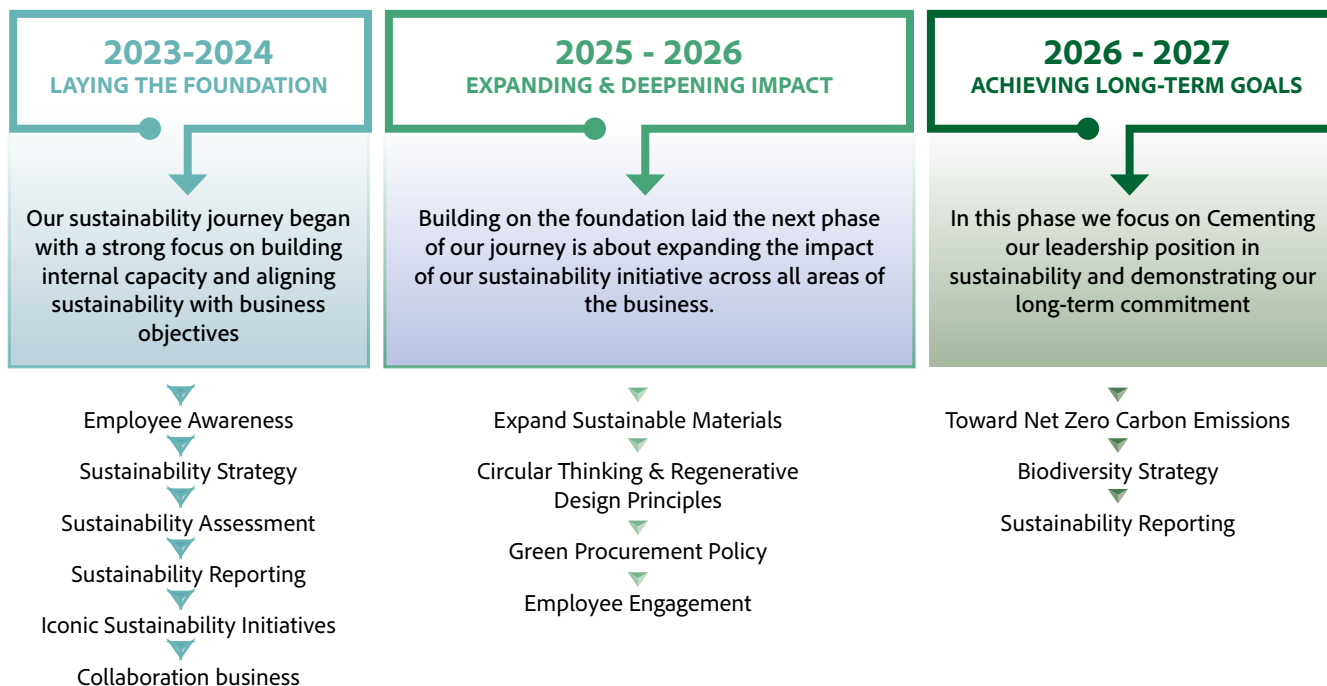 2023-2024
LAYING THE FOUNDATION
Our sustainability journey began
with a strong focus on building
internal capacity and aligning
sustainability with business
objectives
Employee Awareness
Sustainability Strategy
Sustainability Assessment
Sustainability Reporting
Iconic Sustainability Initiatives
Collaboration business
2025 - 2026
EXPANDING & DEEPENING IMPACT
Building on the foundation laid the next phase
of our journey is about expanding the impact
of our sustainability initiative across all areas of
the business.
Expand Sustainable Materials
Circular Thinking & Regenerative
Design Principles
Green Procurement Policy
Employee Engagement
2026 - 2027
ACHIEVING LONG-TERM GOALS
In this phase we focus on Cementing
our leadership position in
sustainability and demonstrating our
long-term commitment
Toward Net Zero Carbon Emissions
Biodiversity Strategy
Sustainability Reporting